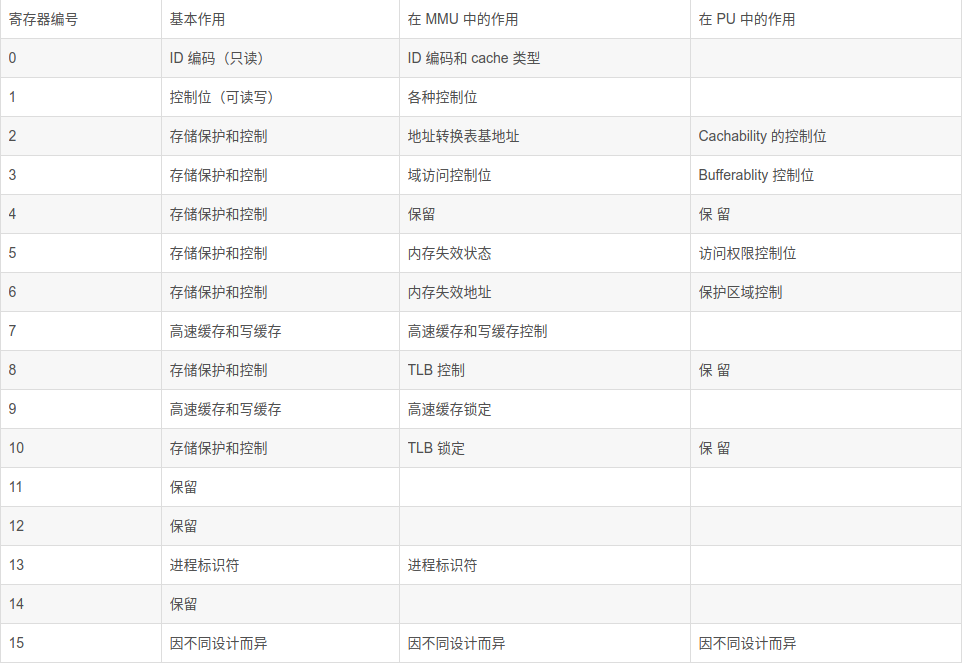 寄存器编号 基本作用 在 MMU 中的作用 在 PU 中的作用
0 ID 编码（只读） ID 编码和 cache 类型
1 控制位（可读写） 各种控制位
2 存储保护和控制 地址转换表基地址 Cachability 的控制位
3 存储保护和控制 域访问控制位 Bufferablity 控制位
4 存储保护和控制 保留 保 留
5 存储保护和控制 内存失效状态 访问权限控制位
6 存储保护和控制 内存失效地址 保护区域控制
7 高速缓存和写缓存 高速缓存和写缓存控制
8 存储保护和控制 TLB 控制 保 留
9 高速缓存和写缓存 高速缓存锁定
10 存储保护和控制 TLB 锁定 保 留
11 保留
12 保留
13 进程标识符 进程标识符
14 保留
15 因不同设计而异 因不同设计而异 因不同设计而异